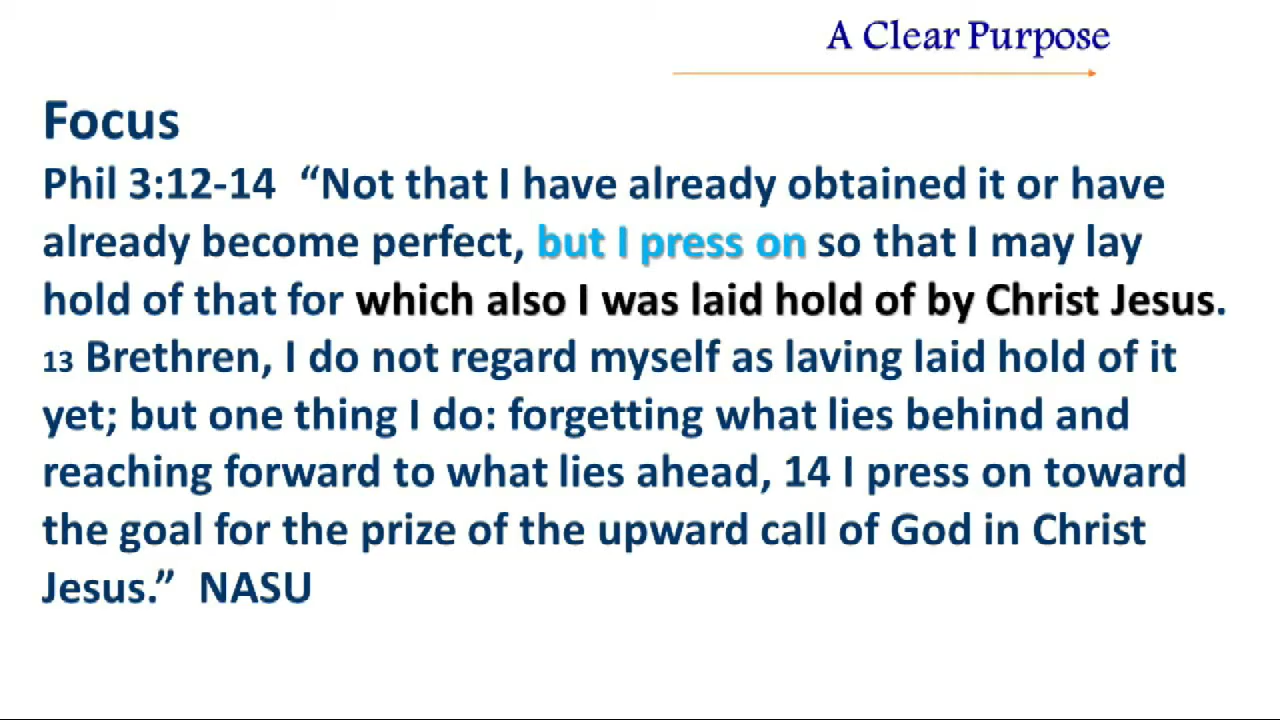 A Clear Purpose
Focus
Phil 3:12-14 “Not that I have already obtained it or have
already become perfect, but I press on so that I may lay
hold of that for which also I was laid hold of by Christ Jesus.
13 Brethren, I do not regard myself as laving laid hold of it
yet; but one thing I do: forgetting what lies behind and
reaching forward to what lies ahead, 14 I press on toward
the goal for the prize of the upward call of God in Christ
Jesus.” NASU